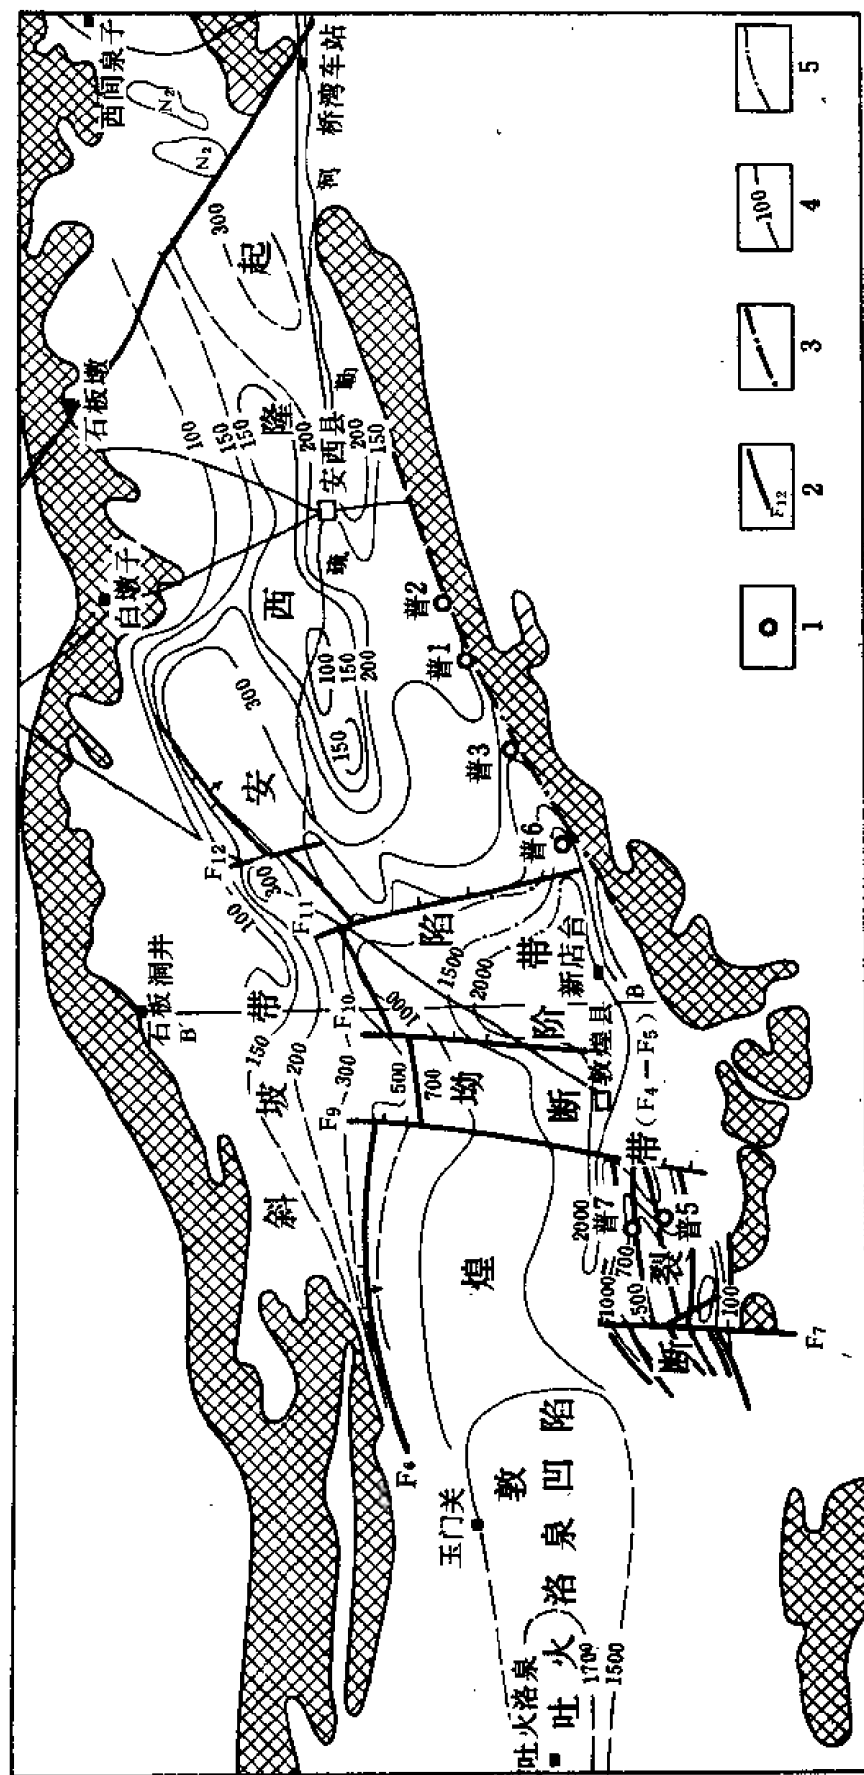 西间泉子
N₂
N₂
桥湾车站
河
300
起
石板墩
100
150
150
隆
200
安西县
勒
200
150
白墩子
西
疏
普2
100
150
200
普1
300
150
安
普3
普6
F₁₂
300
100
F₁₁
陷
1500
2000
带
新店台
石板洞井
B′
带
F₁₀
1000
阶
B
敦煌县
150
200
300
500
700
坳
坡
F₉
断
带(F₄—F₅)
斜
煌
2000
普7
700
普5
裂
1000
500
100
断
F₇
F₆
玉门关
敦
吐火洛泉凹陷
吐火洛泉
1700
1500
F₁₂
100
1
2
3
4
5